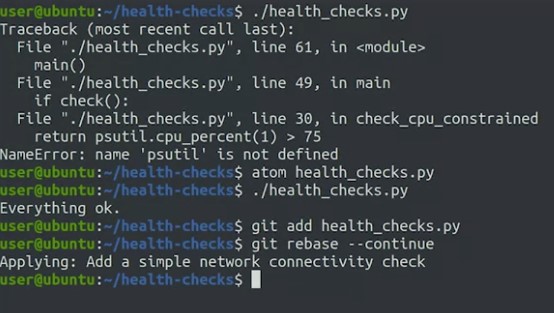 user@ubuntu:~/health-checks$ ./health_checks.py
Traceback (most recent call last):
  File "./health_checks.py", line 61, in <module>
    main()
  File "./health_checks.py", line 49, in main
    if check():
  File "./health_checks.py", line 30, in check_cpu_constrained
    return psutil.cpu_percent(1) > 75
NameError: name 'psutil' is not defined
user@ubuntu:~/health-checks$ atom health_checks.py
user@ubuntu:~/health-checks$ ./health_checks.py
Everything ok.
user@ubuntu:~/health-checks$ git add health_checks.py
user@ubuntu:~/health-checks$ git rebase --continue
Applying: Add a simple network connectivity check
user@ubuntu:~/health-checks$